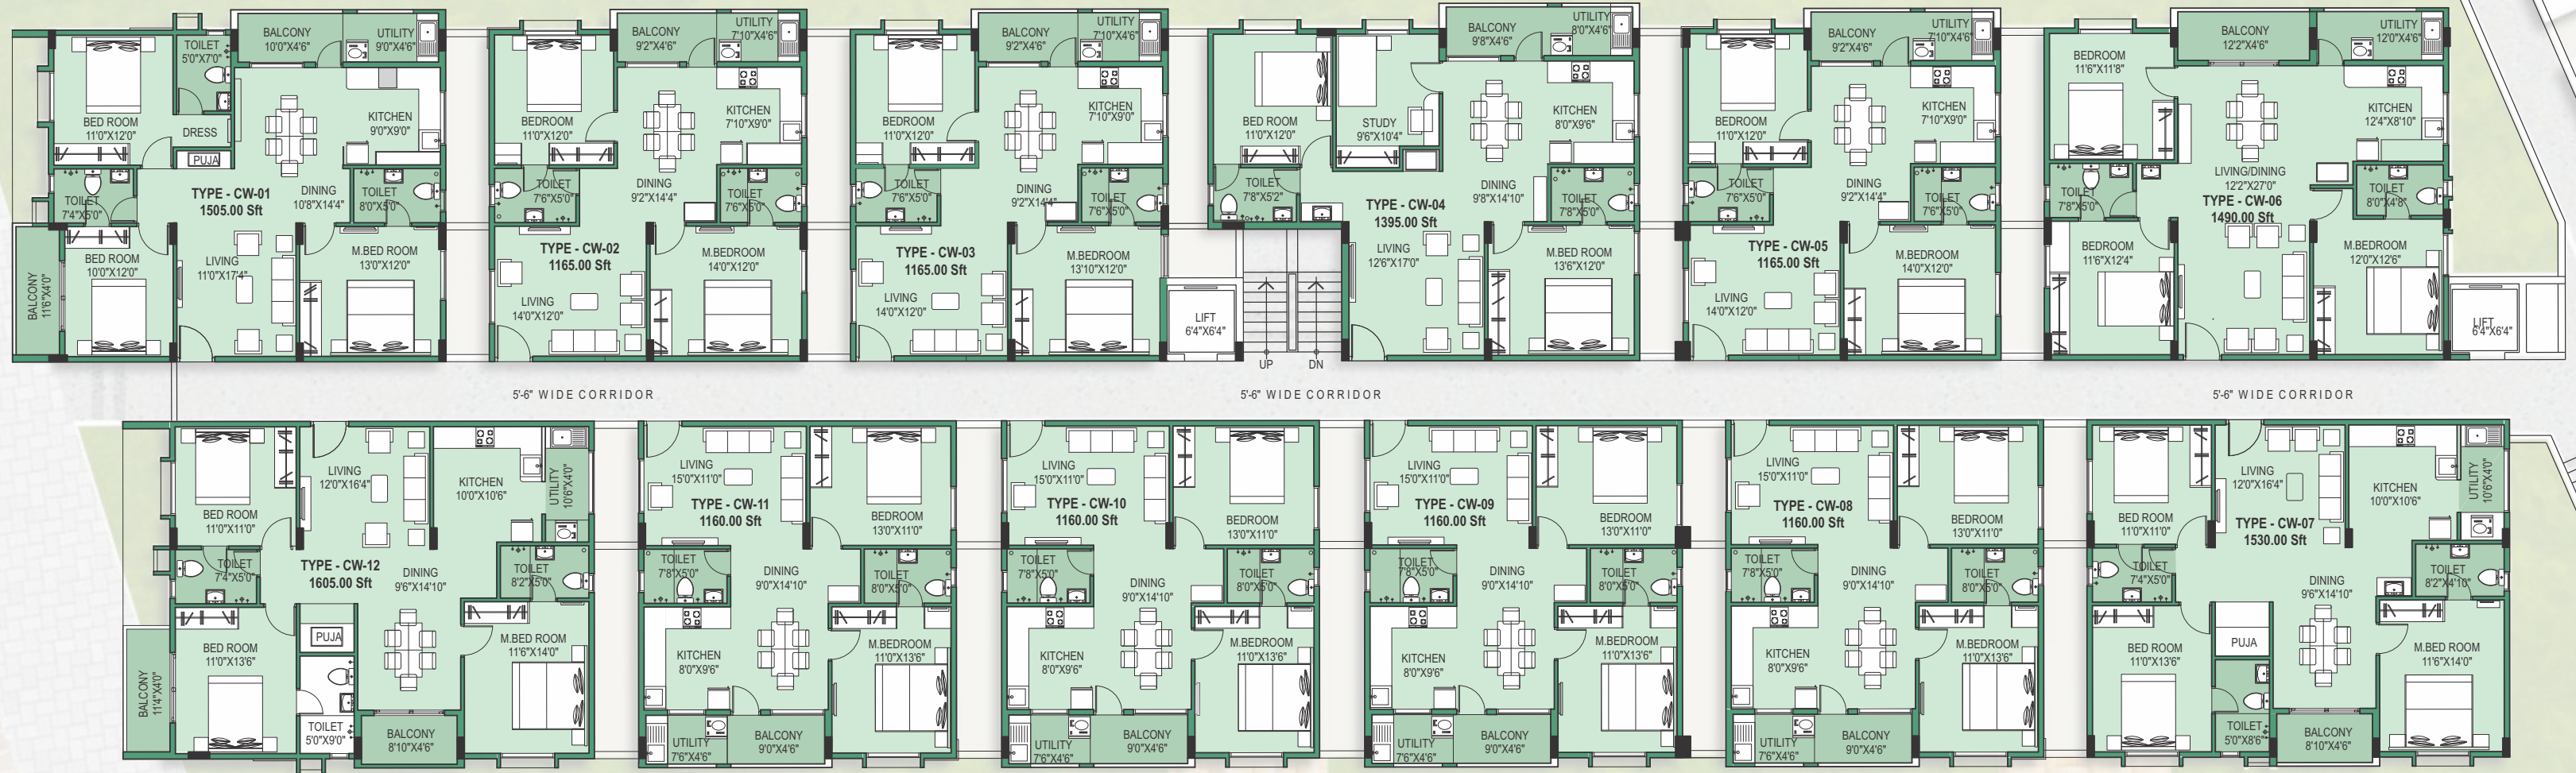 BALCONY
10'0"X4'6"
UTILITY
9'0"X4'6"
TOILET
5'0"X7'0"
BED ROOM
11'0"X12'0"
DRESS
PUJA
KITCHEN
9'0"X9'0"
TYPE - CW-01
1505.00 Sft
DINING
10'8"X14'4"
TOILET
8'0"X5'0"
TOILET
7'4"X5'0"
BED ROOM
10'0"X12'0"
LIVING
11'0"X17'4"
M.BED ROOM
13'0"X12'0"
BALCONY
11'6"X4'0"
BALCONY
9'2"X4'6"
UTILITY
7'10"X4'6"
BEDROOM
11'0"X12'0"
KITCHEN
7'10"X9'0"
TOILET
7'6"X5'0"
DINING
9'2"X14'4"
TOILET
7'6"X5'0"
TYPE - CW-02
1165.00 Sft
M.BEDROOM
14'0"X12'0"
LIVING
14'0"X12'0"
BALCONY
9'2"X4'6"
UTILITY
7'10"X4'6"
BEDROOM
11'0"X12'0"
KITCHEN
7'10"X9'0"
TOILET
7'6"X5'0"
DINING
9'2"X14'4"
TOILET
7'6"X5'0"
TYPE - CW-03
1165.00 Sft
M.BEDROOM
13'10"X12'0"
LIVING
14'0"X12'0"
LIFT
6'4"X6'4"
UP
DN
BALCONY
9'8"X4'6"
UTILITY
8'0"X4'6"
BED ROOM
11'0"X12'0"
STUDY
9'6"X10'4"
KITCHEN
8'0"X9'6"
TOILET
7'8"X5'2"
TYPE - CW-04
1395.00 Sft
DINING
9'8"X14'10"
TOILET
7'8"X5'0"
LIVING
12'6"X17'0"
M.BED ROOM
13'6"X12'0"
BALCONY
9'2"X4'6"
UTILITY
7'10"X4'6"
BEDROOM
11'0"X12'0"
KITCHEN
7'10"X9'0"
TOILET
7'6"X5'0"
DINING
9'2"X14'4"
TOILET
7'6"X5'0"
TYPE - CW-05
1165.00 Sft
M.BEDROOM
14'0"X12'0"
LIVING
14'0"X12'0"
BALCONY
12'2"X4'6"
UTILITY
12'0"X4'6"
BEDROOM
11'6"X11'8"
KITCHEN
12'4"X8'10"
LIVING/DINING
12'2"X27'0"
TYPE - CW-06
1490.00 Sft
TOILET
7'8"X5'0"
TOILET
8'0"X4'8"
BEDROOM
11'6"X12'4"
M.BEDROOM
12'0"X12'6"
LIFT
6'4"X6'4"
5'-6" WIDE CORRIDOR
5'-6" WIDE CORRIDOR
5'-6" WIDE CORRIDOR
BED ROOM
11'0"X11'0"
LIVING
12'0"X16'4"
KITCHEN
10'0"X10'6"
UTILITY
10'6"X4'0"
TOILET
7'4"X5'0"
TYPE - CW-12
1605.00 Sft
DINING
9'6"X14'10"
TOILET
8'2"X5'0"
BED ROOM
11'0"X13'6"
PUJA
M.BED ROOM
11'6"X14'0"
BALCONY
11'4"X4'0"
TOILET
5'0"X9'0"
BALCONY
8'10"X4'6"
LIVING
15'0"X11'0"
TYPE - CW-11
1160.00 Sft
BEDROOM
13'0"X11'0"
TOILET
7'8"X5'0"
DINING
9'0"X14'10"
TOILET
8'0"X5'0"
KITCHEN
8'0"X9'6"
M.BEDROOM
11'0"X13'6"
UTILITY
7'6"X4'6"
BALCONY
9'0"X4'6"
LIVING
15'0"X11'0"
TYPE - CW-10
1160.00 Sft
BEDROOM
13'0"X11'0"
TOILET
7'8"X5'0"
DINING
9'0"X14'10"
TOILET
8'0"X5'0"
KITCHEN
8'0"X9'6"
M.BEDROOM
11'0"X13'6"
UTILITY
7'6"X4'6"
BALCONY
9'0"X4'6"
LIVING
15'0"X11'0"
TYPE - CW-09
1160.00 Sft
BEDROOM
13'0"X11'0"
TOILET
7'8"X5'0"
DINING
9'0"X14'10"
TOILET
8'0"X5'0"
KITCHEN
8'0"X9'6"
M.BEDROOM
11'0"X13'6"
UTILITY
7'6"X4'6"
BALCONY
9'0"X4'6"
LIVING
15'0"X11'0"
TYPE - CW-08
1160.00 Sft
BEDROOM
13'0"X11'0"
TOILET
7'8"X5'0"
DINING
9'0"X14'10"
TOILET
8'0"X5'0"
KITCHEN
8'0"X9'6"
M.BEDROOM
11'0"X13'6"
UTILITY
7'6"X4'6"
BALCONY
9'0"X4'6"
BED ROOM
11'0"X11'0"
LIVING
12'0"X16'4"
TYPE - CW-07
1530.00 Sft
KITCHEN
10'0"X10'6"
UTILITY
10'6"X4'0"
TOILET
7'4"X5'0"
DINING
9'6"X14'10"
TOILET
8'2"X4'10"
BED ROOM
11'0"X13'6"
PUJA
M.BED ROOM
11'6"X14'0"
TOILET
5'0"X8'6"
BALCONY
8'10"X4'6"